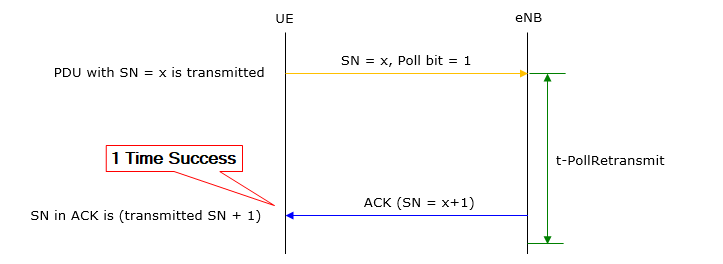 UE
eNB
SN = x, Poll bit = 1
PDU with SN = x is transmitted
1 Time Success
t-PollRetransmit
ACK (SN = x+1)
SN in ACK is (transmitted SN + 1)